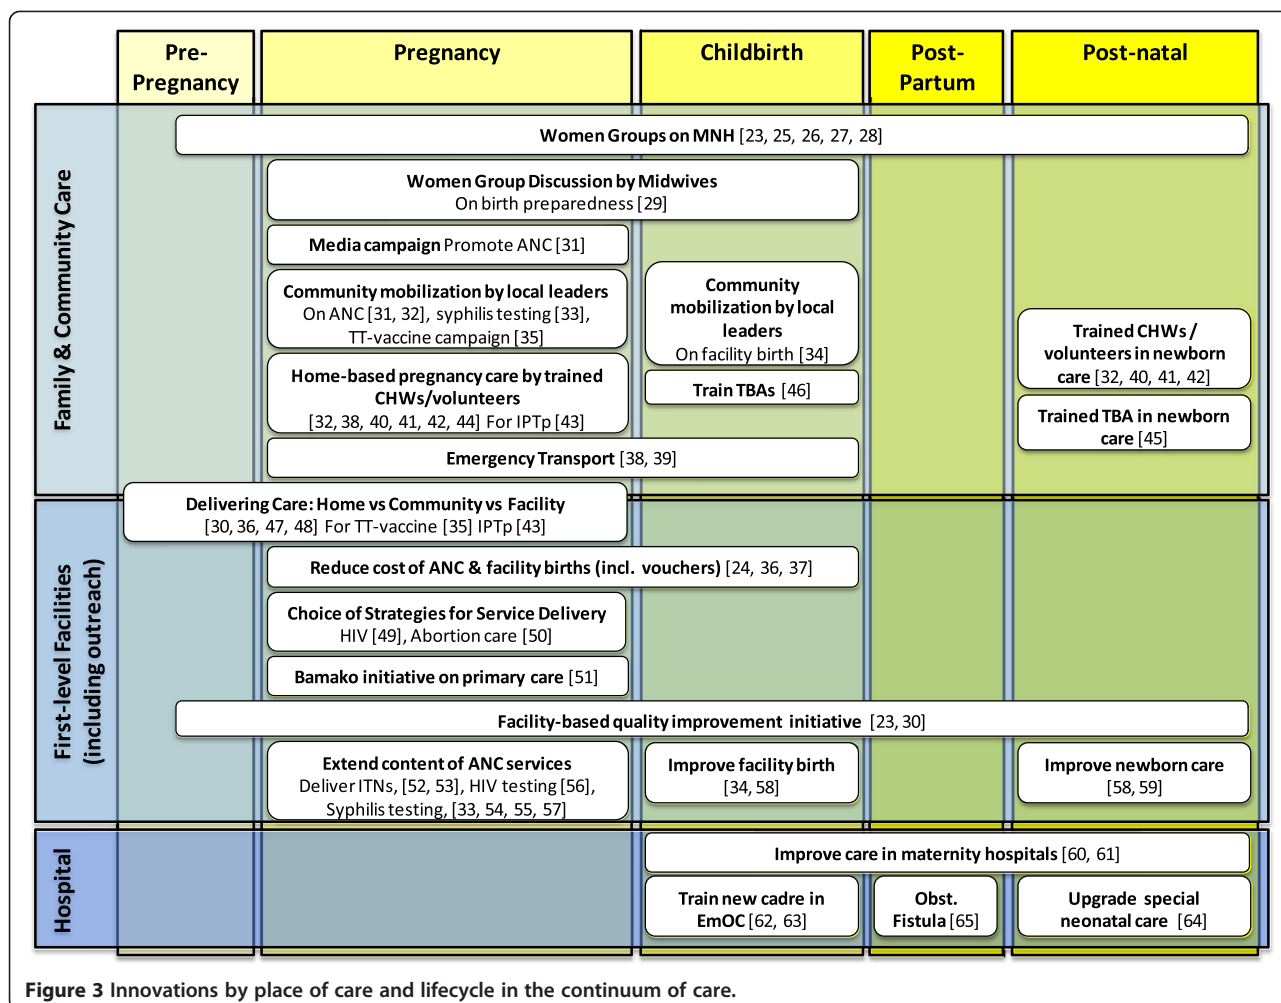 Pre-
Pregnancy
Pregnancy
Childbirth
Post-
Partum
Post-natal
Family & Community Care
Women Groups on MNH [23, 25, 26, 27, 28]
Women Group Discussion by Midwives
On birth preparedness [29]
Media campaign Promote ANC [31]
Community mobilization by local leaders
On ANC [31, 32], syphilis testing [33],
TT-vaccine campaign [35]
Home-based pregnancy care by trained
CHWs/volunteers
[32, 38, 40, 41, 42, 44] For IPTp [43]
Community
mobilization by local
leaders
On facility birth [34]
Train TBAs [46]
Trained CHWs /
volunteers in newborn
care [32, 40, 41, 42]
Trained TBA in newborn
care [45]
Emergency Transport [38, 39]
Delivering Care: Home vs Community vs Facility
[30, 36, 47, 48] For TT-vaccine [35] IPTp [43]
First-level Facilities
(including outreach)
Reduce cost of ANC & facility births (incl. vouchers) [24, 36, 37]
Choice of Strategies for Service Delivery
HIV [49], Abortion care [50]
Bamako initiative on primary care [51]
Facility-based quality improvement initiative [23, 30]
Extend content of ANC services
Deliver ITNs, [52, 53], HIV testing [56],
Syphilis testing, [33, 54, 55, 57]
Improve facility birth
[34, 58]
Improve newborn care
[58, 59]
Hospital
Improve care in maternity hospitals [60, 61]
Train new cadre in
EmOC [62, 63]
Obst.
Fistula [65]
Upgrade special
neonatal care [64]
Figure 3 Innovations by place of care and lifecycle in the continuum of care.